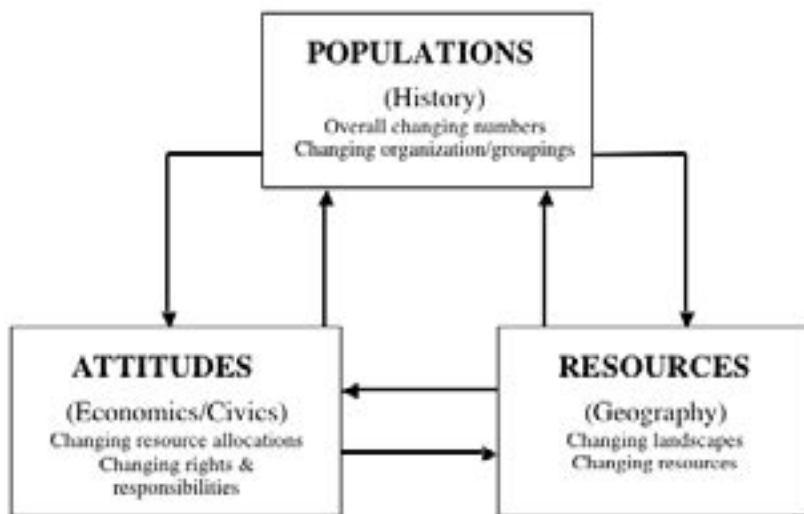 POPULATIONS
(History)
Overall changing numbers
Changing organization/groupings
ATTITUDES
(Economics/Civics)
Changing resource allocations
Changing rights &
responsibilities
RESOURCES
(Geography)
Changing landscapes
Changing resources